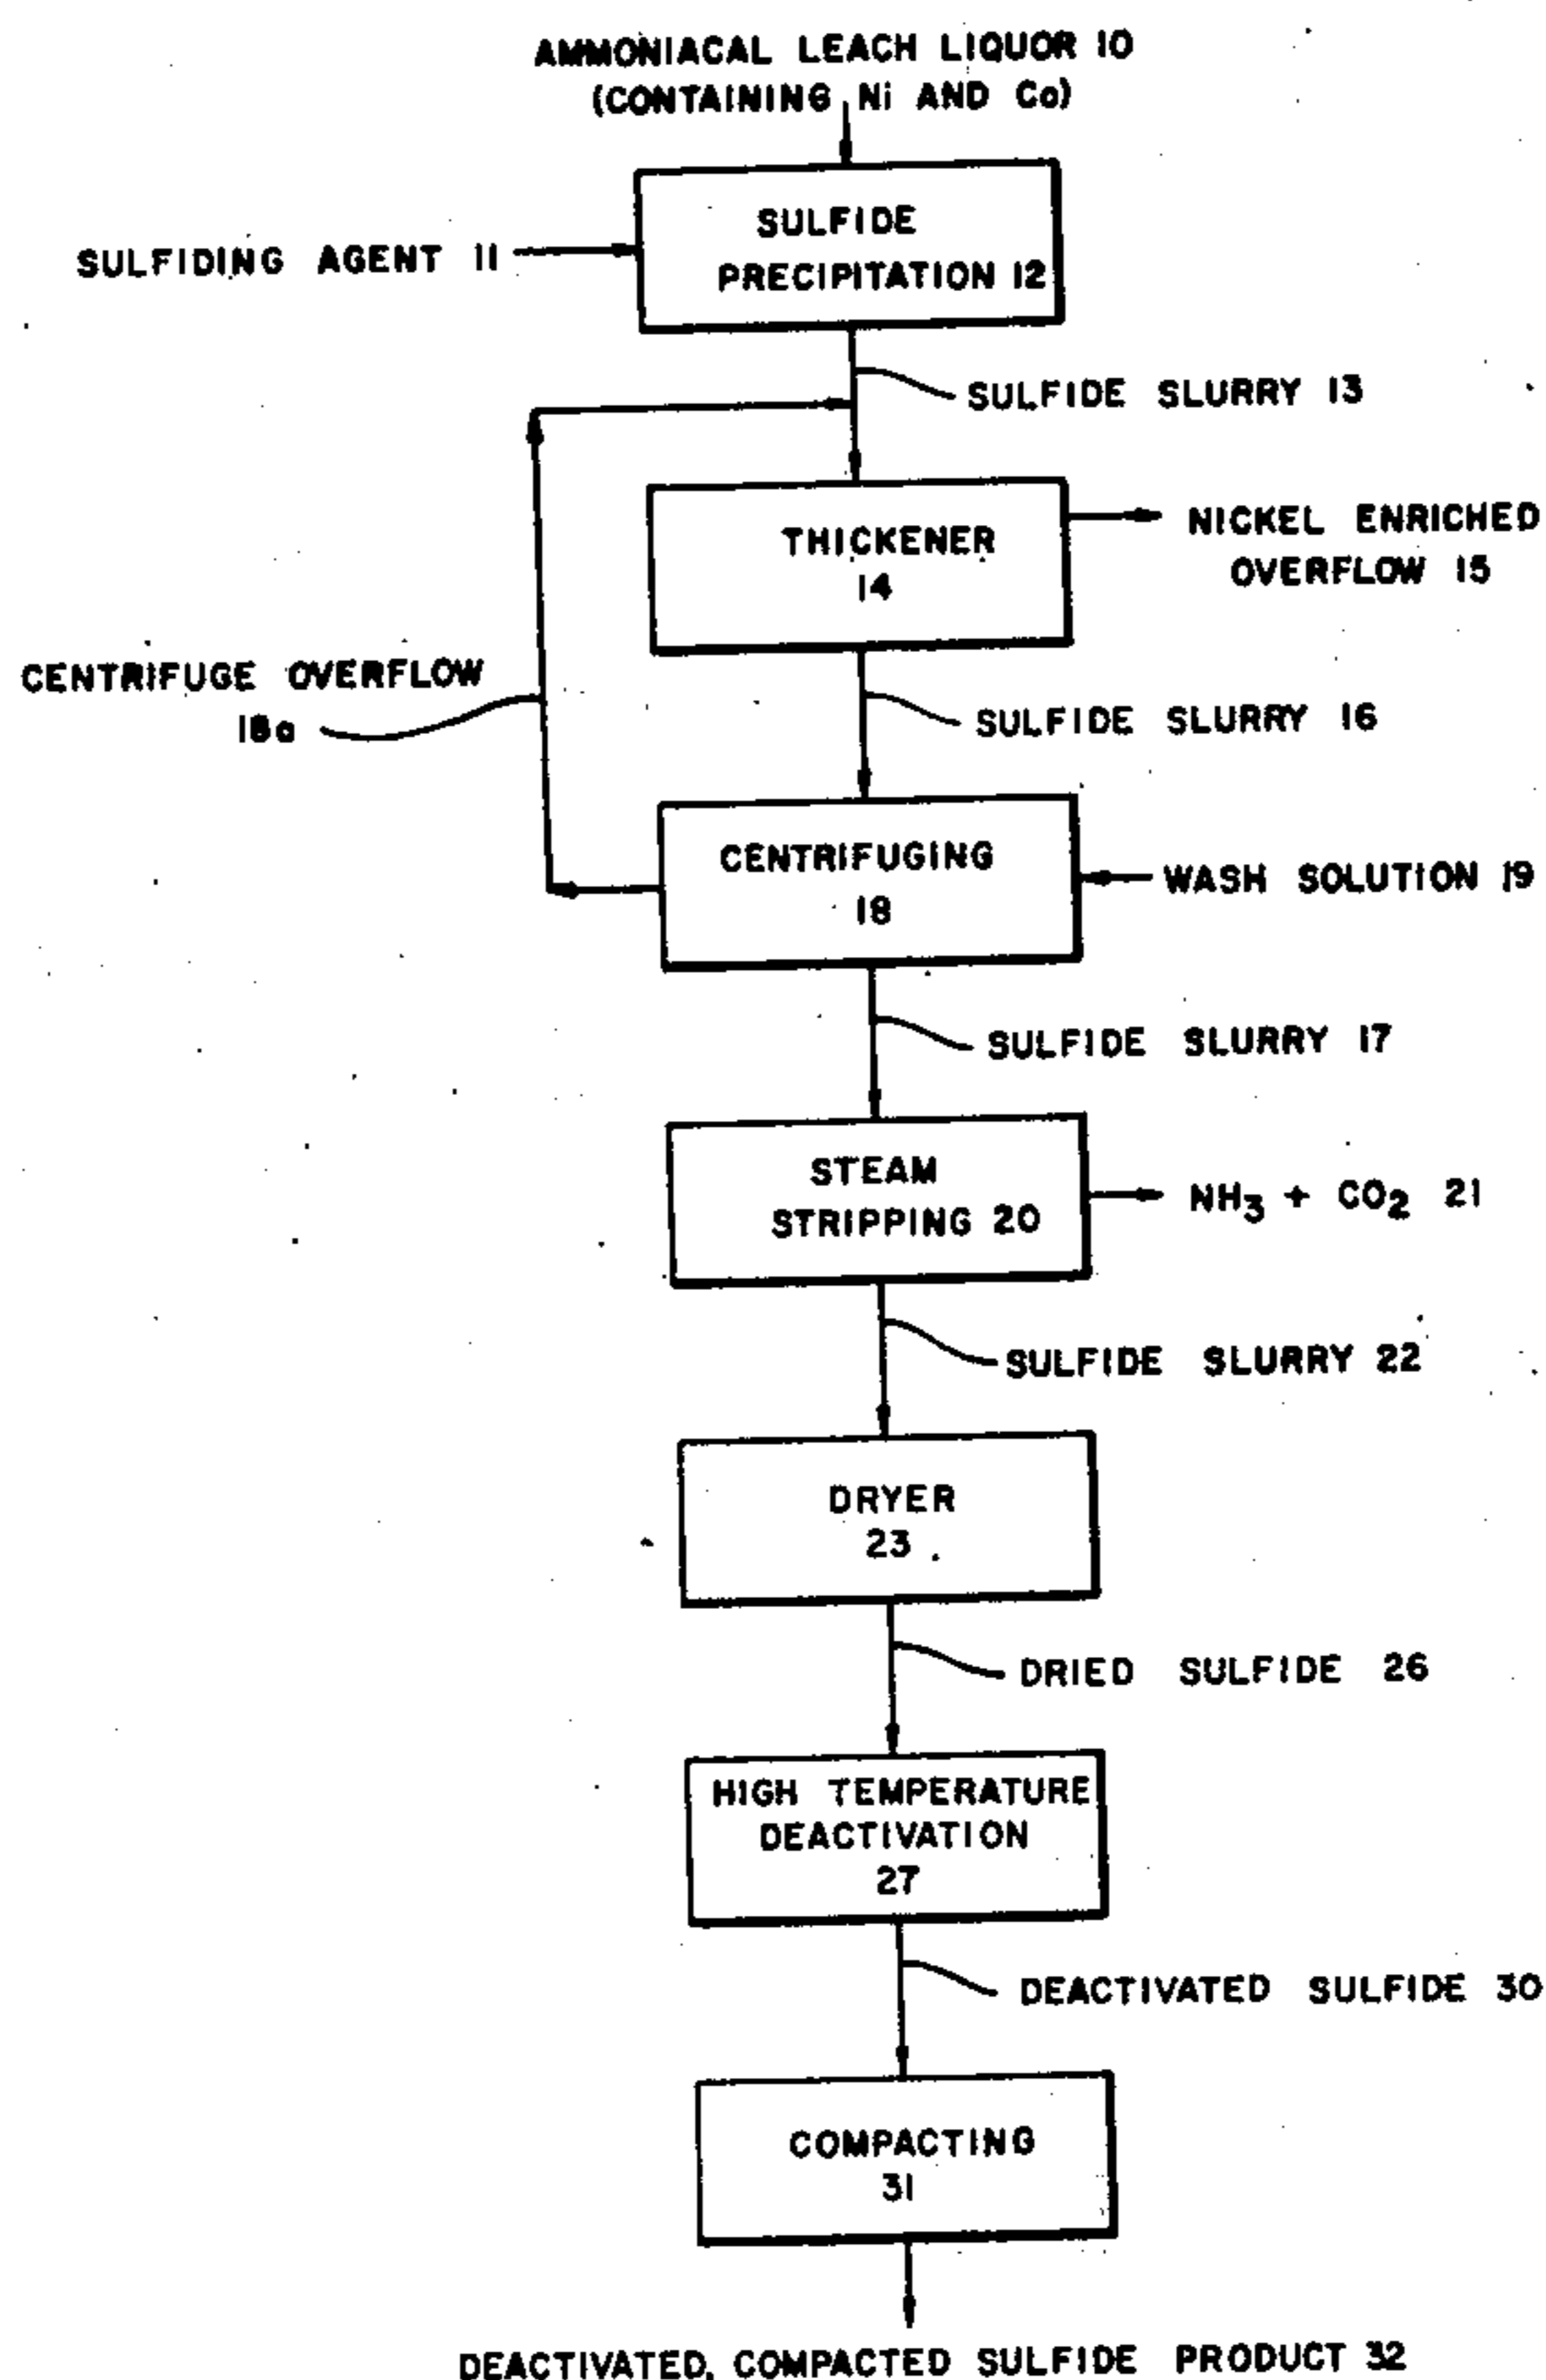 AMMONIACAL LEACH LIQUOR 10
(CONTAINING Ni AND Co)
SULFIDE
PRECIPITATION 12
SULFIDING AGENT 11
SULFIDE SLURRY 13
THICKENER
14
NICKEL ENRICHED
OVERFLOW 15
CENTRIFUGE OVERFLOW
18a
SULFIDE SLURRY 16
CENTRIFUGING
18
WASH SOLUTION 19
SULFIDE SLURRY 17
STEAM
STRIPPING 20
NH3 + CO2 21
SULFIDE SLURRY 22
DRYER
23
DRIED SULFIDE 26
HIGH TEMPERATURE
DEACTIVATION
27
DEACTIVATED SULFIDE 30
COMPACTING
31
DEACTIVATED, COMPACTED SULFIDE PRODUCT 32